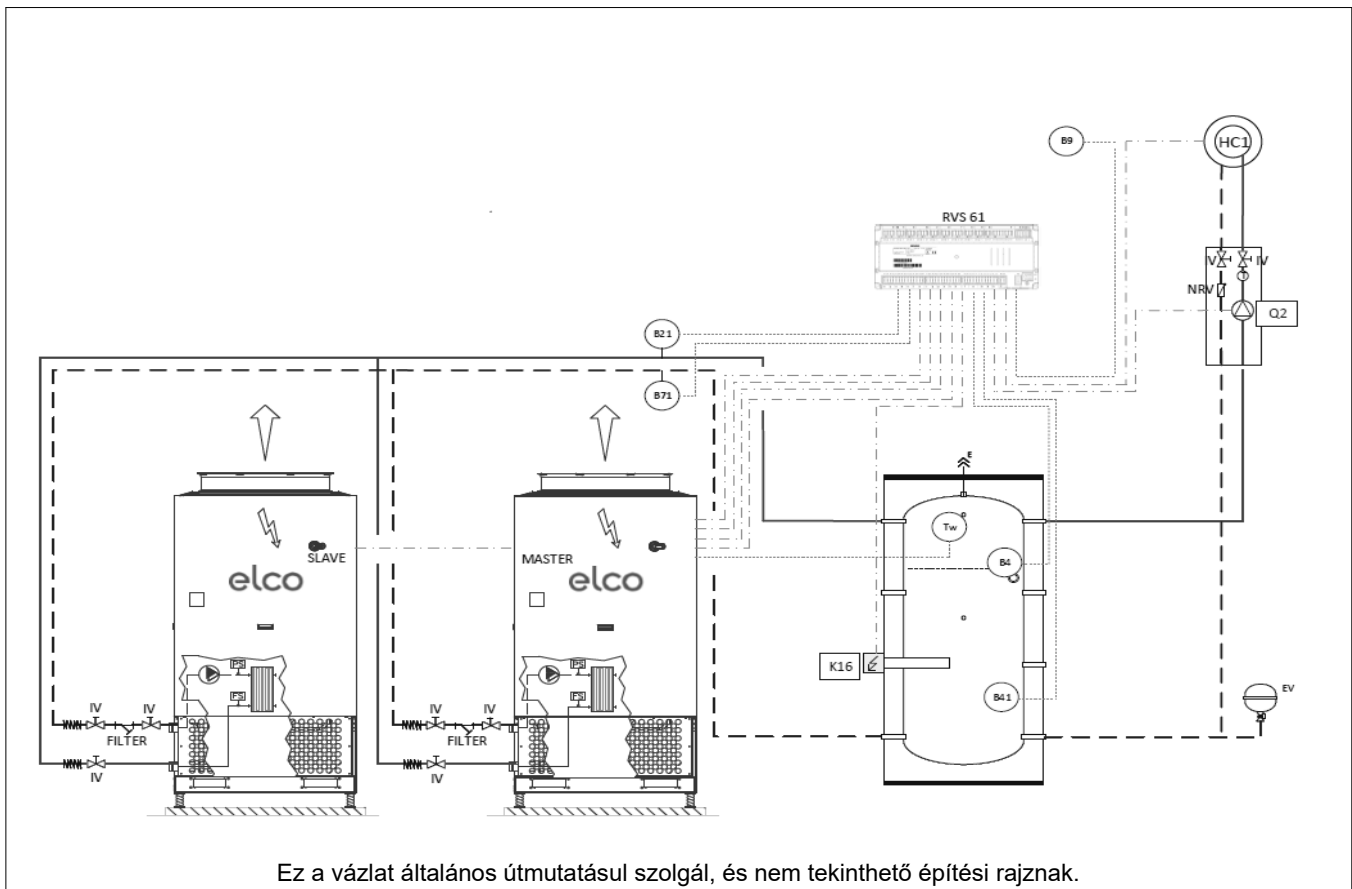 B9
HC1
RVS 61
V
IV
NRV
Q2
B21
B71
E
SLAVE
MASTER
Tw
elco
elco
B4
K16
PS
PS
FS
FS
B41
EV
IV
IV
IV
IV
FILTER
FILTER
IV
IV
Ez a vázlat általános útmutatásul szolgál, és nem tekinthető építési rajznak.